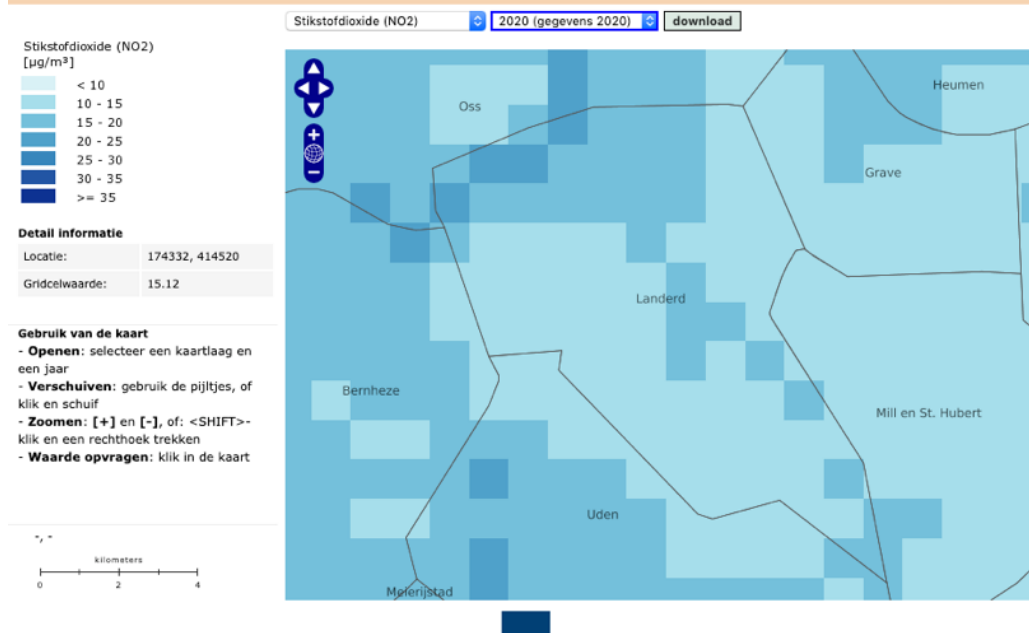 Stikstofdioxide (NO2)
2020 (gegevens 2020)
download
Stikstofdioxide (NO2)
[µg/m³]
< 10
10 - 15
15 - 20
20 - 25
25 - 30
30 - 35
>= 35
Detail informatie
Locatie: 174332, 414520
Gridcelwaarde: 15.12
Gebruik van de kaart
- Openen: selecteer een kaartlaag en
een jaar
- Verschuiven: gebruik de pijltjes, of
klik en schuif
- Zoomen: [+] en [-], of: <SHIFT>-
klik en een rechthoek trekken
- Waarde opvragen: klik in de kaart
-, -
kilometers
0 2 4
Oss
Heumen
Grave
Landerd
Bernheze
Mill en St. Hubert
Uden
Meierijstad